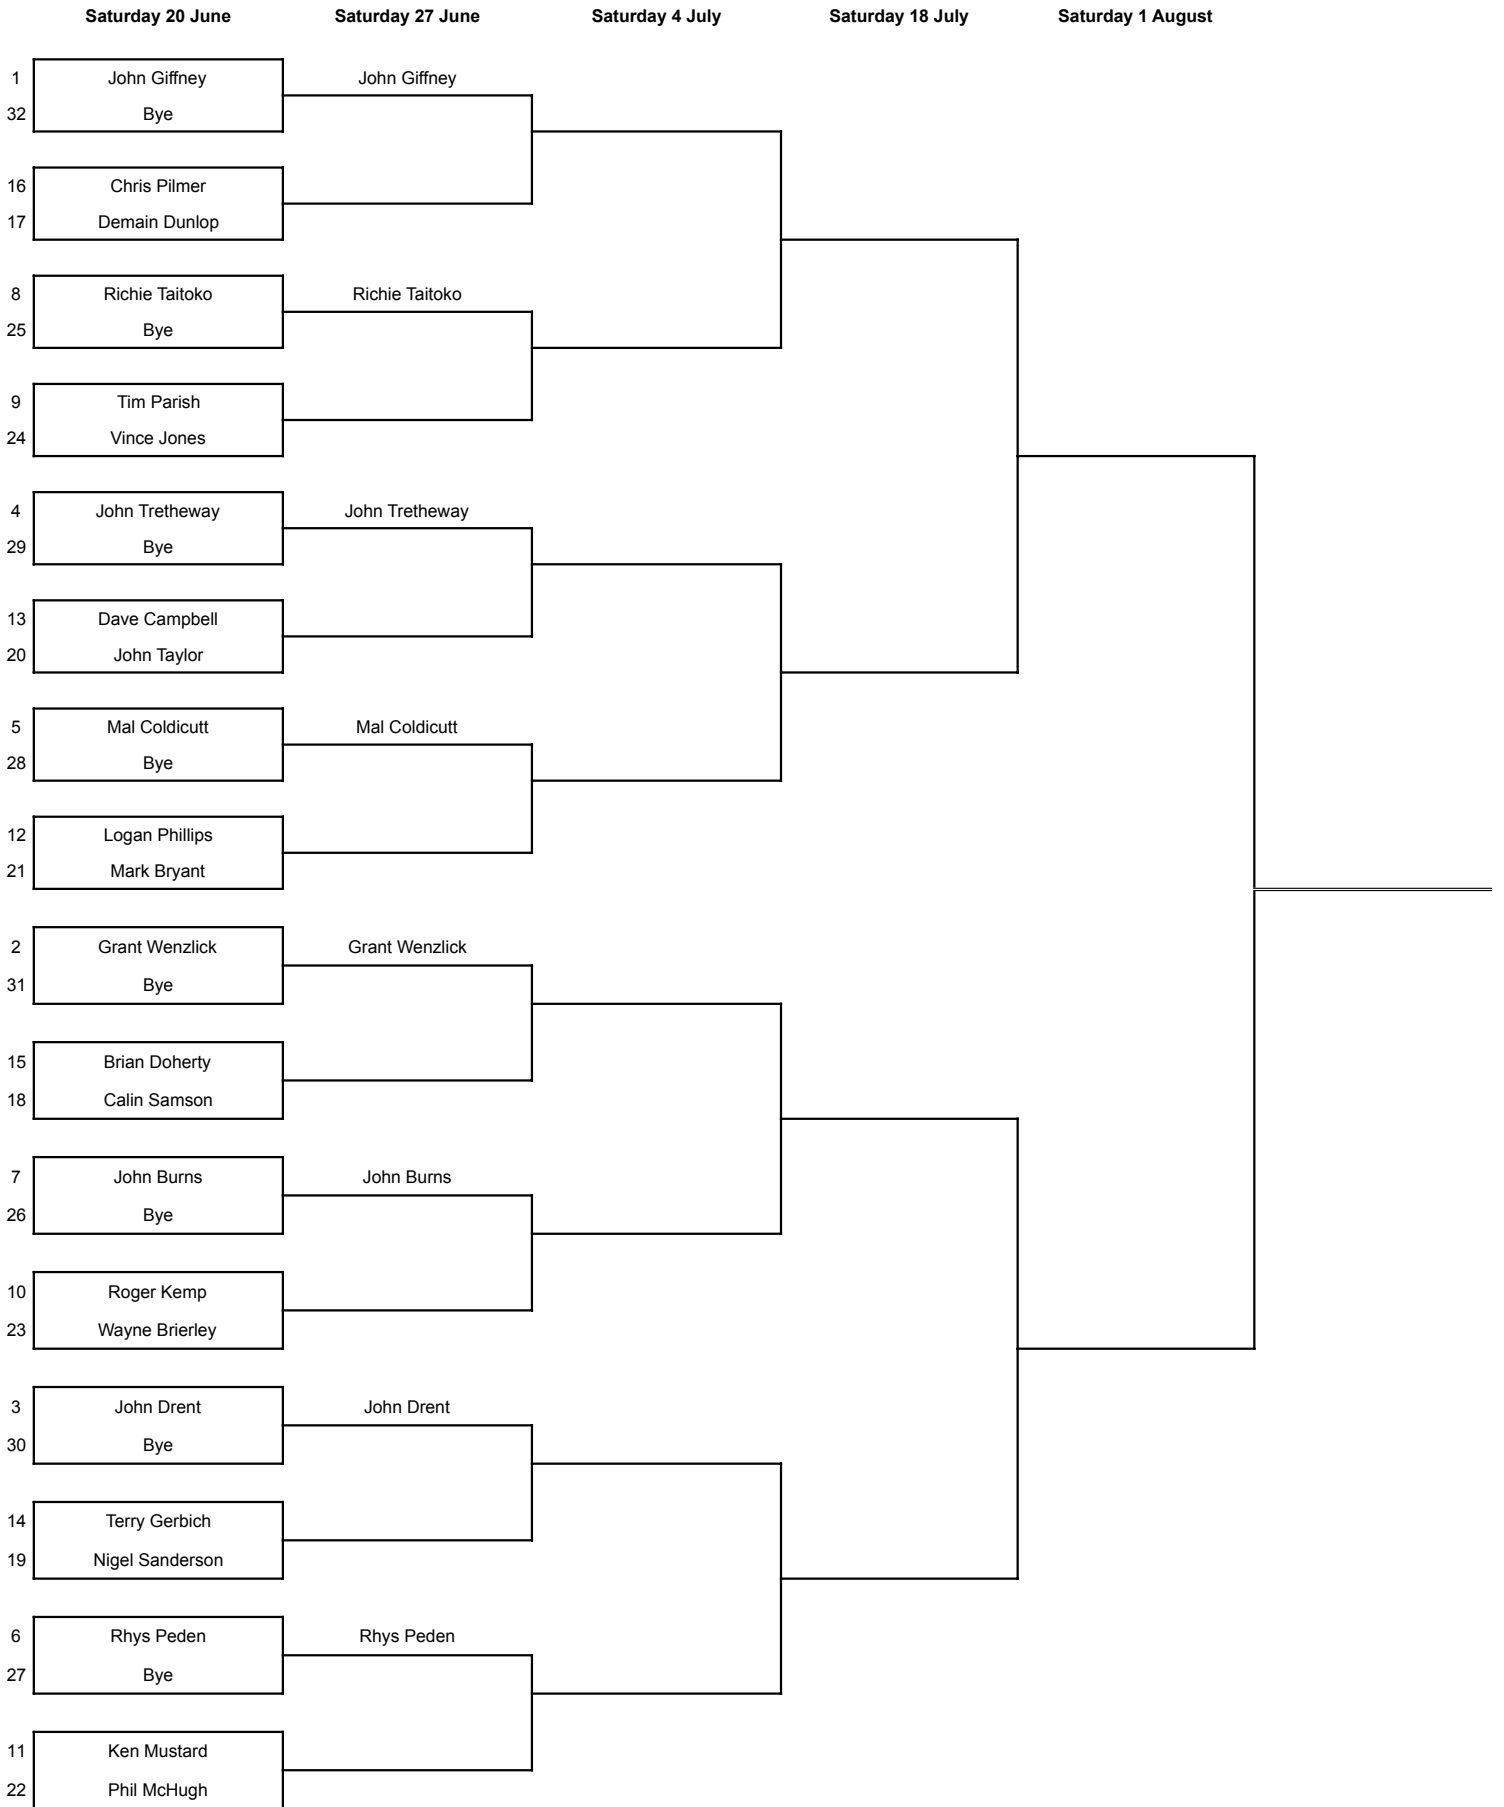 Saturday 20 June Saturday 27 June Saturday 4 July Saturday 18 July Saturday 1 August
1 John Giffney John Giffney
32 Bye
16 Chris Pilmer
17 Demain Dunlop
8 Richie Taitoko Richie Taitoko
25 Bye
9 Tim Parish
24 Vince Jones
4 John Tretheway John Tretheway
29 Bye
13 Dave Campbell
20 John Taylor
5 Mal Coldicutt Mal Coldicutt
28 Bye
12 Logan Phillips
21 Mark Bryant
2 Grant Wenzlick Grant Wenzlick
31 Bye
15 Brian Doherty
18 Calin Samson
7 John Burns John Burns
26 Bye
10 Roger Kemp
23 Wayne Brierley
3 John Drent John Drent
30 Bye
14 Terry Gerbich
19 Nigel Sanderson
6 Rhys Peden Rhys Peden
27 Bye
11 Ken Mustard
22 Phil McHugh